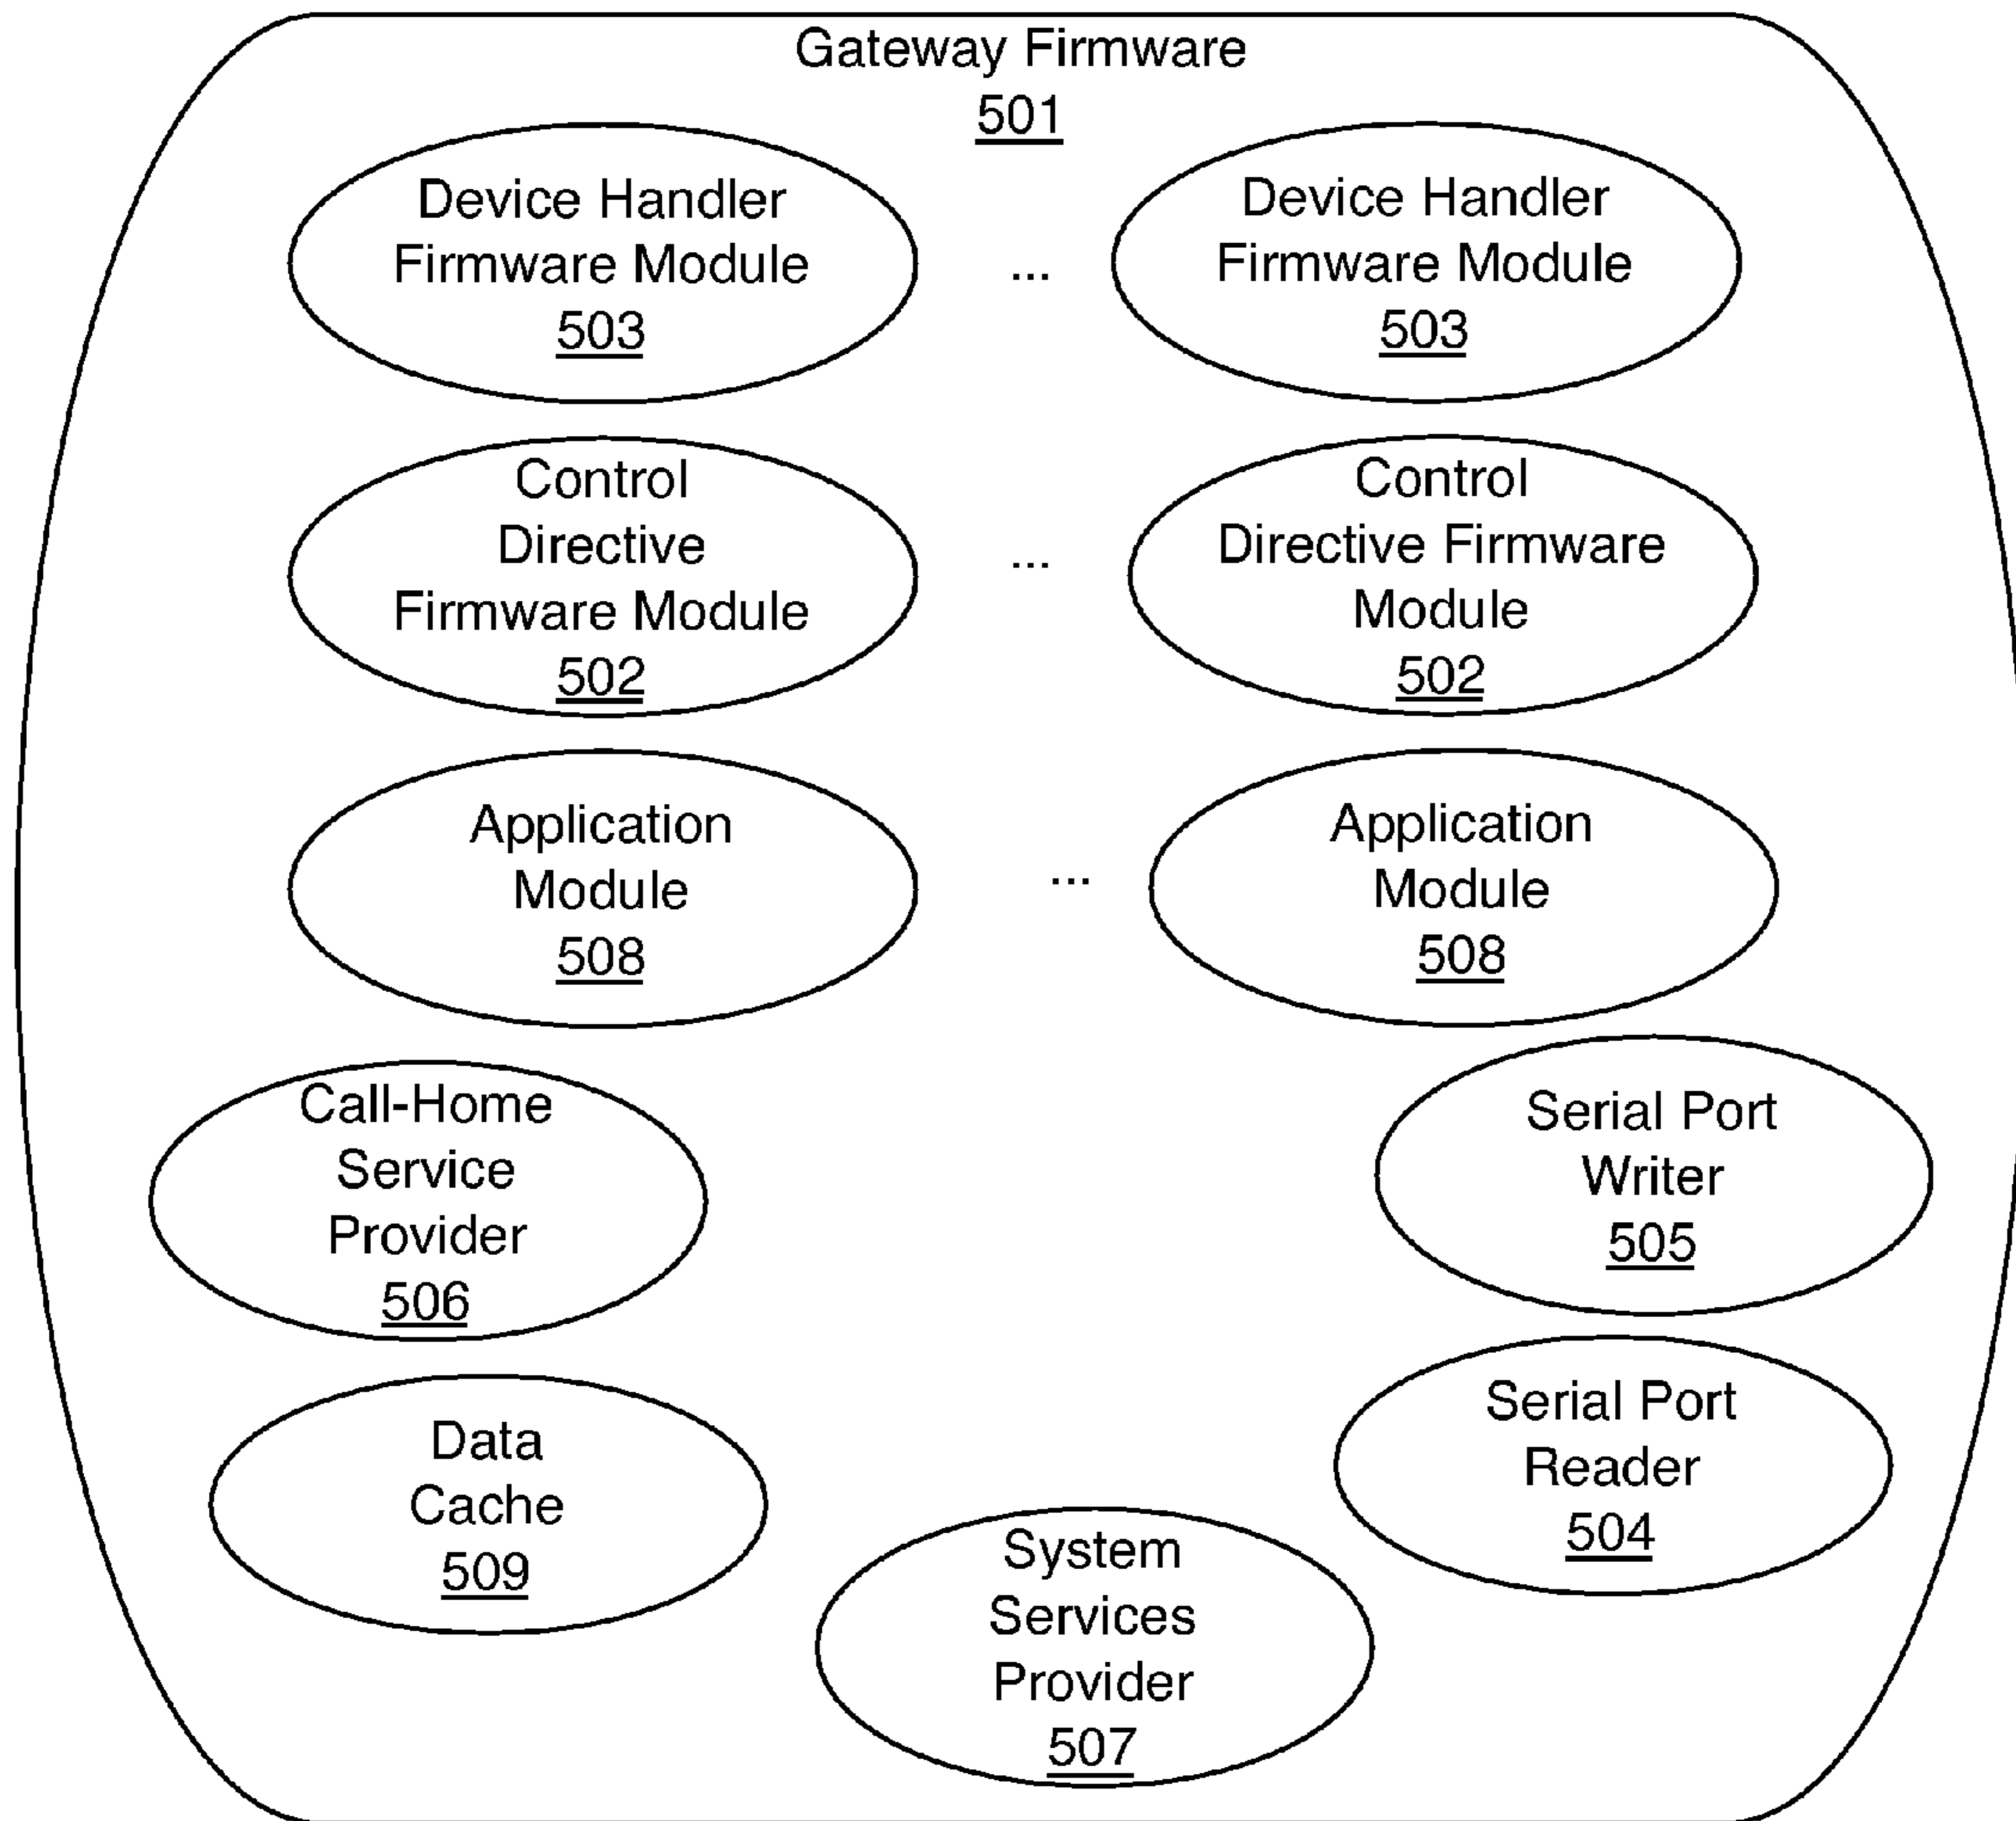 Gateway Firmware
501
Device Handler
Firmware Module
503
...
Device Handler
Firmware Module
503
Control
Directive
Firmware Module
502
...
Control
Directive Firmware
Module
502
Application
Module
508
...
Application
Module
508
Call-Home
Service
Provider
506
Serial Port
Writer
505
Data
Cache
509
Serial Port
Reader
504
System
Services
Provider
507